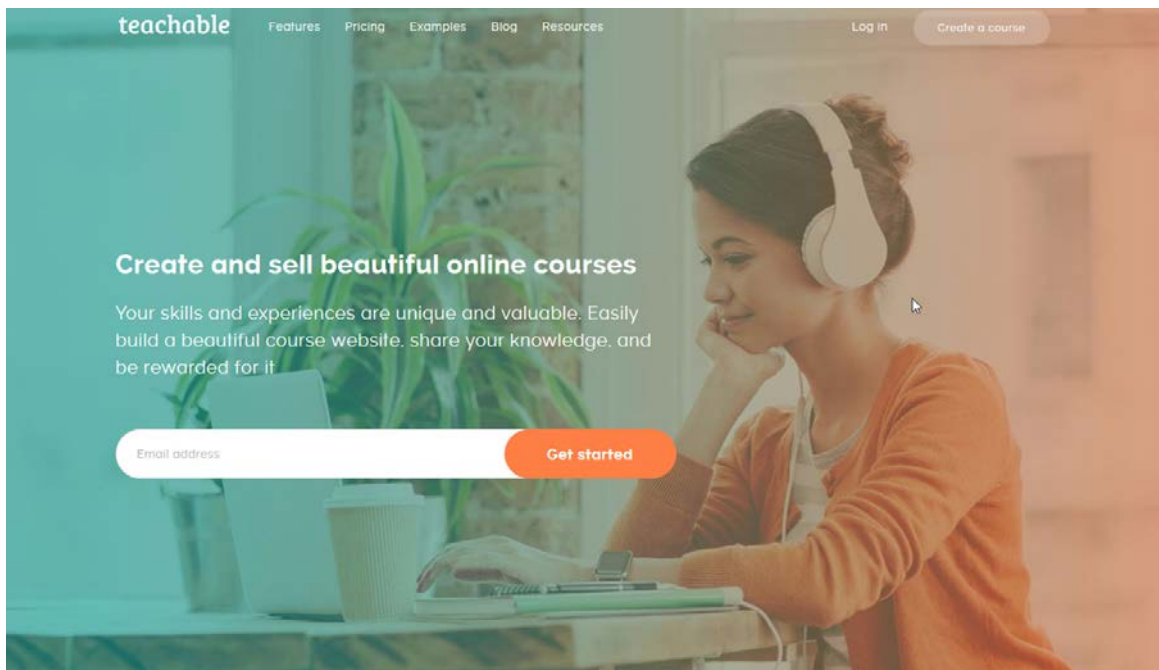 teachable
Features
Pricing
Examples
Blog
Resources
Log in
Create a course
Create and sell beautiful online courses
Your skills and experiences are unique and valuable. Easily
build a beautiful course website, share your knowledge, and
be rewarded for it
Email address
Get started